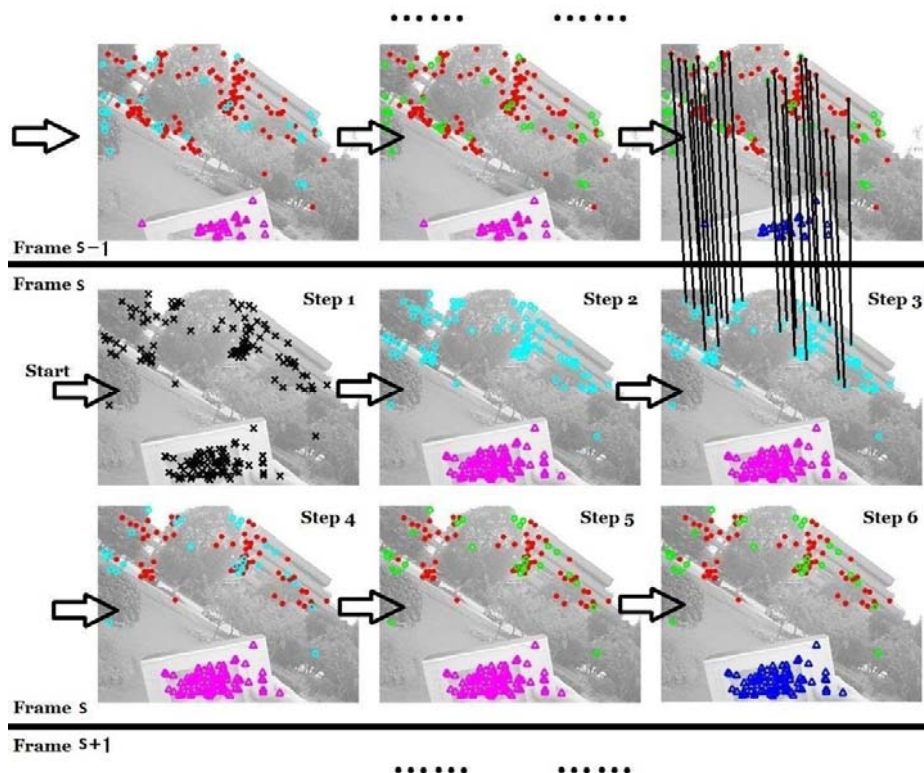 Frame S-1
Frame S
Step 1
Step 2
Step 3
Start
Step 4
Step 5
Step 6
Frame S
Frame S+1